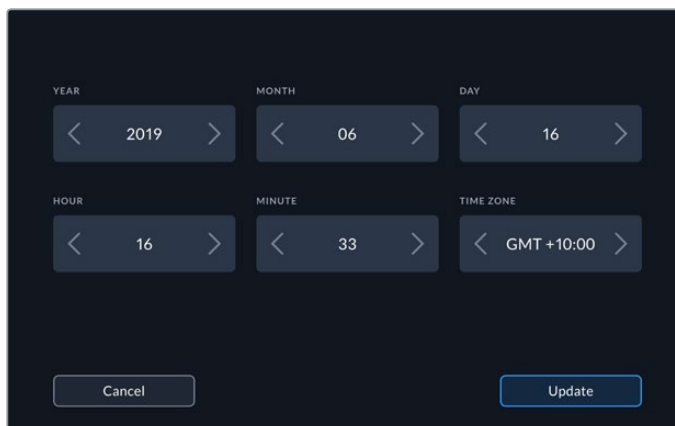 YEAR MONTH DAY
2019 06 16
HOUR MINUTE TIME ZONE
16 33 GMT +10:00
Cancel Update